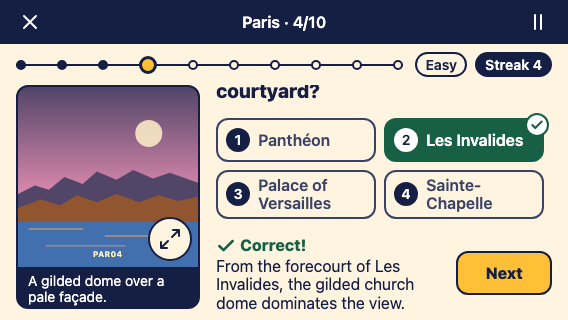 Paris · 4/10
Easy
Streak 4
PAR04
A gilded dome over a
pale façade.
courtyard?
1 Panthéon
2 Les Invalides
3 Palace of
Versailles
4 Sainte-
Chapelle
Correct!
From the forecourt of Les
Invalides, the gilded church
dome dominates the view.
Next